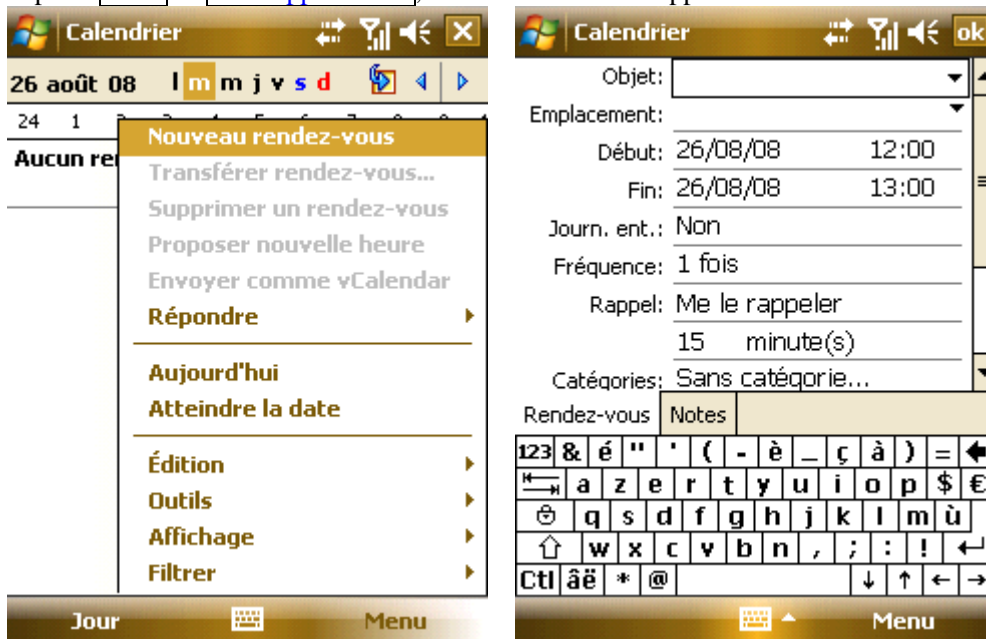 Calendrier
26 août 08 l m m j v s d
24 1
Aucun re
Nouveau rendez-vous
Transférer rendez-vous...
Supprimer un rendez-vous
Proposer nouvelle heure
Envoyer comme vCalendar
Répondre
Aujourd'hui
Atteindre la date
Édition
Outils
Affichage
Filtrer
Jour Menu
Calendrier ok
Objet:
Emplacement:
Début: 26/08/08 12:00
Fin: 26/08/08 13:00
Journ. ent.: Non
Fréquence: 1 fois
Rappel: Me le rappeler
15 minute(s)
Catégories: Sans catégorie...
Rendez-vous Notes
123 & é " ' ( - è _ ç à ) =
a z e r t y u i o p $ €
q s d f g h j k l m ù
w x c v b n , ; : !
Ctl âë * @
Menu